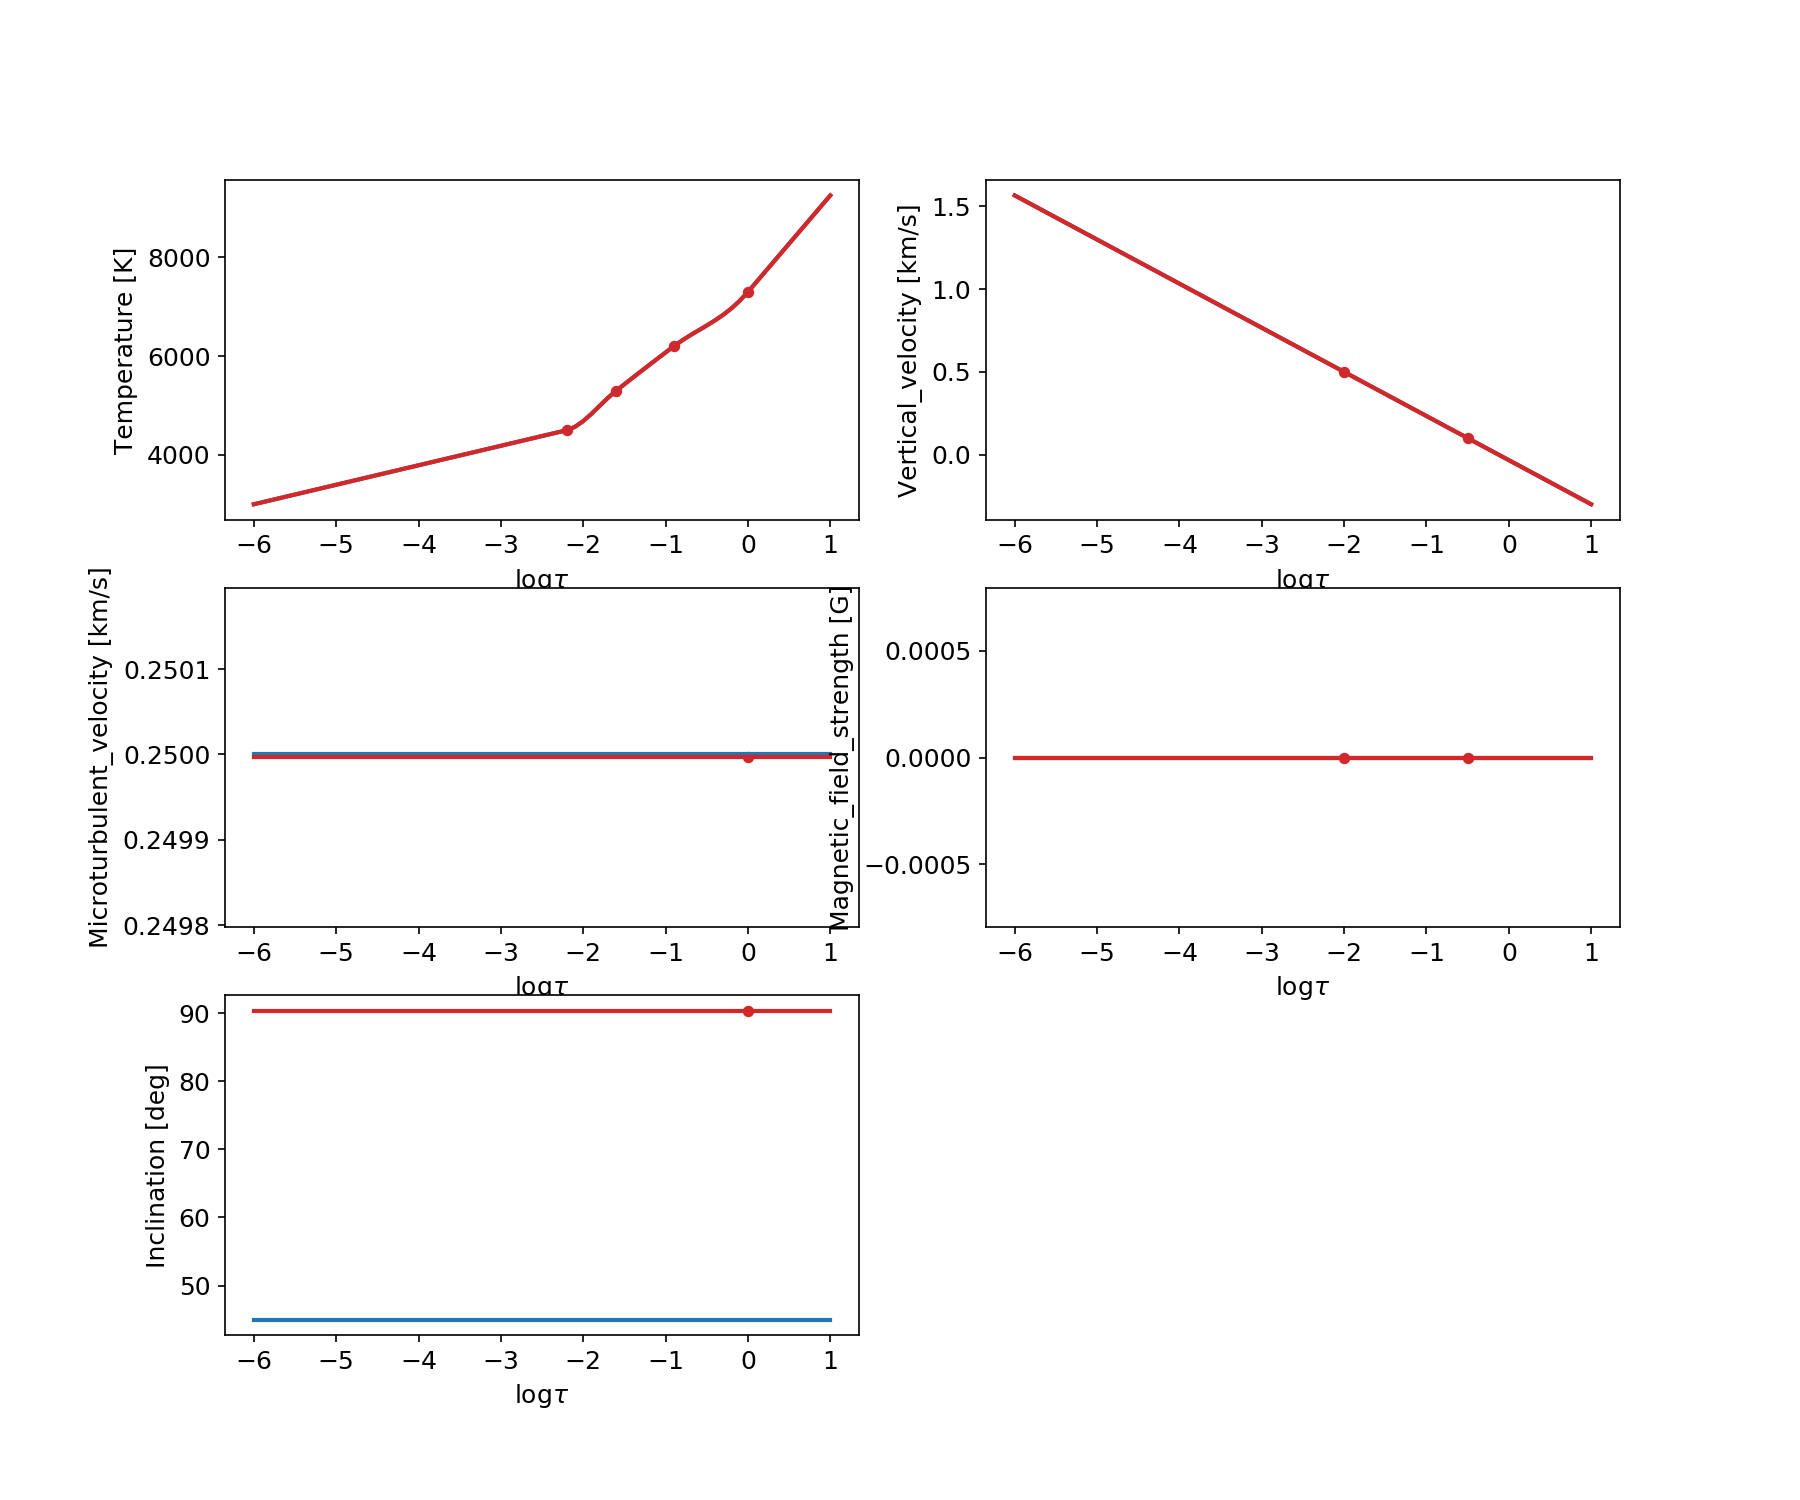 Temperature [K]
8000
6000
4000
−6 −5 −4 −3 −2 −1 0 1
logτ
Vertical_velocity [km/s]
1.5
1.0
0.5
0.0
−6 −5 −4 −3 −2 −1 0 1
logτ
Microturbulent_velocity [km/s]
0.2501
0.2500
0.2499
0.2498
−6 −5 −4 −3 −2 −1 0 1
logτ
Magnetic_field_strength [G]
0.0005
0.0000
−0.0005
−6 −5 −4 −3 −2 −1 0 1
logτ
Inclination [deg]
90
80
70
60
50
−6 −5 −4 −3 −2 −1 0 1
logτ